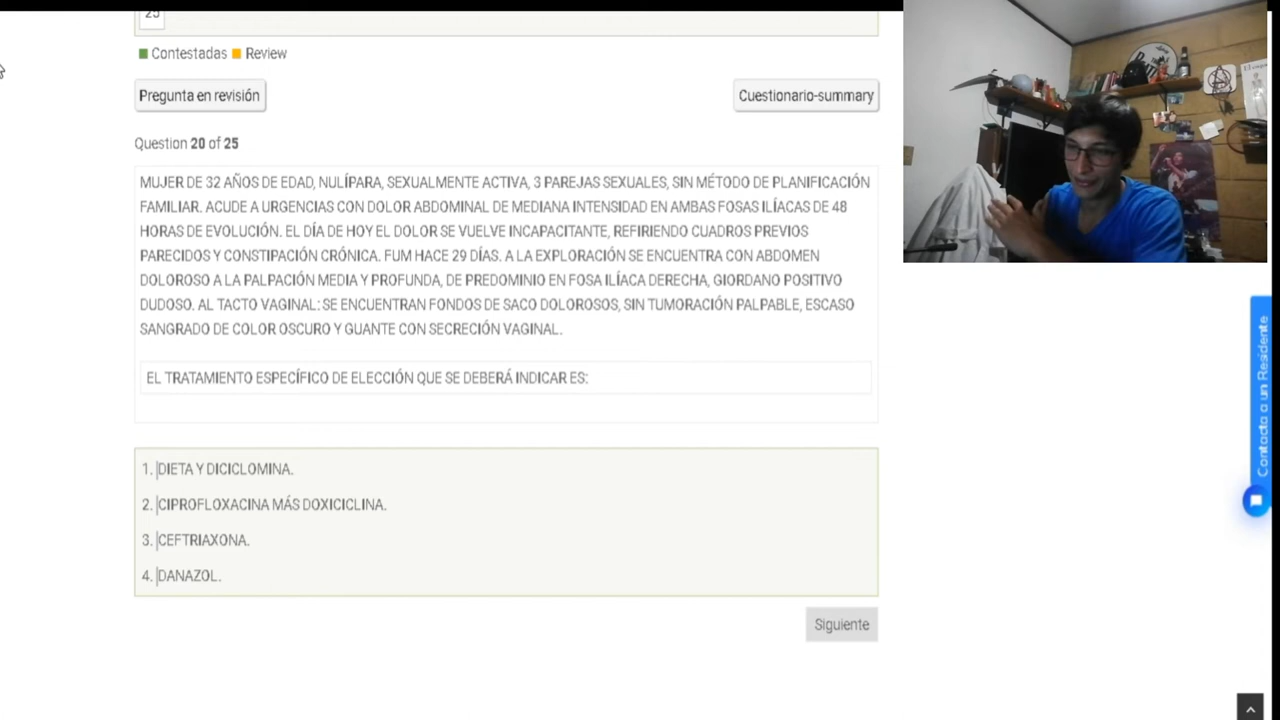 25
Contestadas Review
Pregunta en revisión
Cuestionario-summary
Question 20 of 25
MUJER DE 32 AÑOS DE EDAD, NULÍPARA, SEXUALMENTE ACTIVA, 3 PAREJAS SEXUALES, SIN MÉTODO DE PLANIFICACIÓN
FAMILIAR. ACUDE A URGENCIAS CON DOLOR ABDOMINAL DE MEDIANA INTENSIDAD EN AMBAS FOSAS ILÍACAS DE 48
HORAS DE EVOLUCIÓN. EL DÍA DE HOY EL DOLOR SE VUELVE INCAPACITANTE, REFIRIENDO CUADROS PREVIOS
PARECIDOS Y CONSTIPACIÓN CRÓNICA. FUM HACE 29 DÍAS. A LA EXPLORACIÓN SE ENCUENTRA CON ABDOMEN
DOLOROSO A LA PALPACIÓN MEDIA Y PROFUNDA, DE PREDOMINIO EN FOSA ILÍACA DERECHA, GIORDANO POSITIVO
DUDOSO. AL TACTO VAGINAL: SE ENCUENTRAN FONDOS DE SACO DOLOROSOS, SIN TUMORACIÓN PALPABLE, ESCASO
SANGRADO DE COLOR OSCURO Y GUANTE CON SECRECIÓN VAGINAL.
EL TRATAMIENTO ESPECÍFICO DE ELECCIÓN QUE SE DEBERÁ INDICAR ES:
1. DIETA Y DICICLOMINA.
2. CIPROFLOXACINA MÁS DOXICICLINA.
3. CEFTRIAXONA.
4. DANAZOL.
Siguiente
Contacta a un Residente